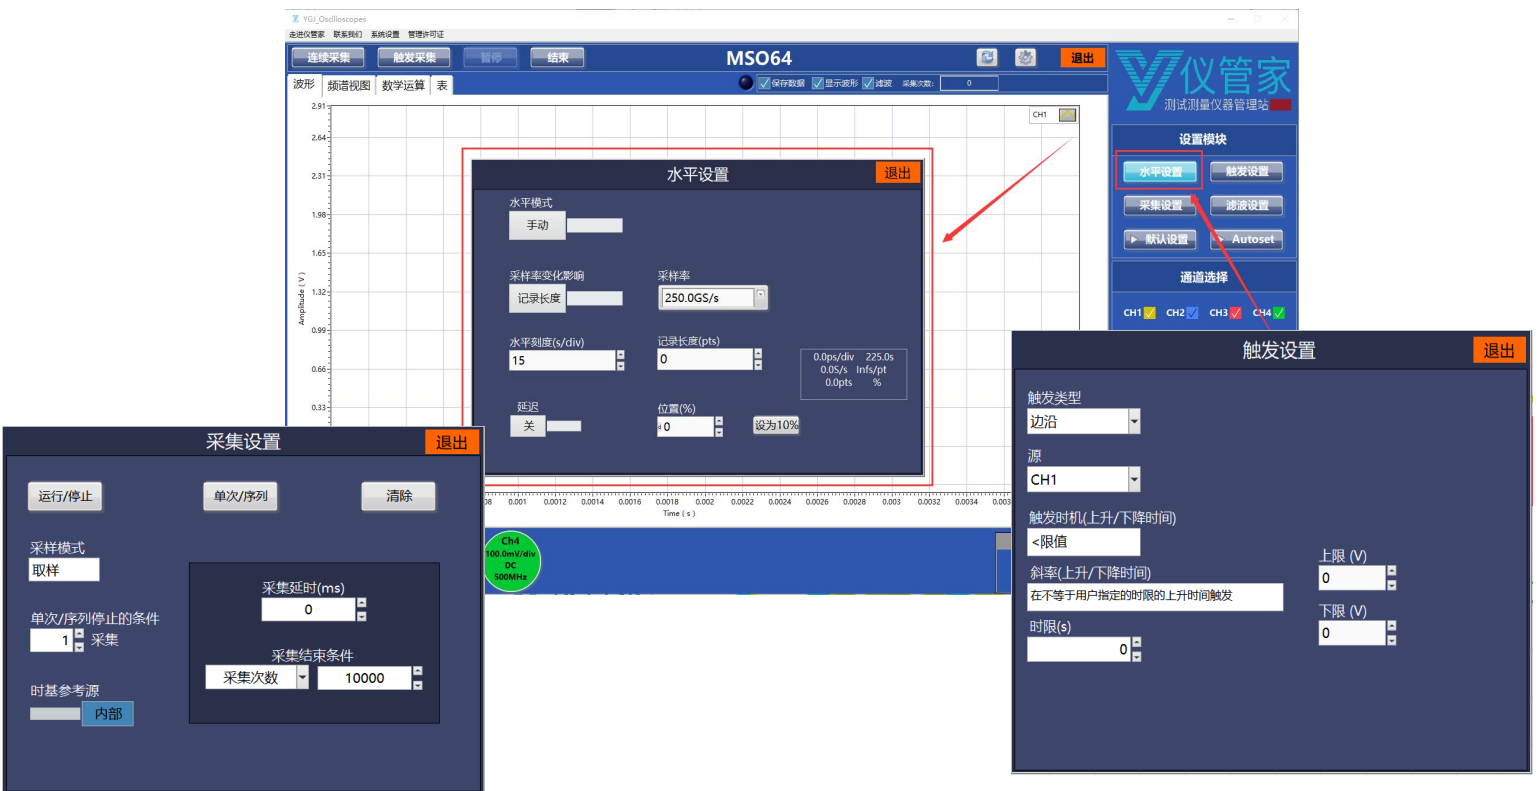 YGJ_Oscilloscopes
走进仪管家 联系我们 系统设置 管理许可证
连续采集 触发采集 暂停 结束 MSO64 退出
波形 频谱视图 数学运算 表 保存数据 显示波形 滤波 采集次数: 0
仪管家
测试测量仪器管理站
CH1
设置模块
水平设置 触发设置
采集设置 滤波设置
默认设置 Autoset
通道选择
CH1 CH2 CH3 CH4
Amplitude ( V )
2.91
2.64
2.31
1.98
1.65
1.32
0.99
0.66
0.33
水平设置 退出
水平模式
手动
采样率变化影响 采样率
记录长度 250.0GS/s
水平刻度(s/div) 记录长度(pts)
15 0
0.0ps/div 225.0s
0.0S/s Infs/pt
0.0pts %
延迟 位置(%)
关 0 设为10%
0.001 0.0012 0.0014 0.0016 0.0018 0.002 0.0022 0.0024 0.0026 0.0028 0.003 0.0032 0.0034 0.003
Time ( s )
Ch4
100.0mV/div
DC
500MHz
采集设置 退出
运行/停止 单次/序列 清除
采样模式
取样
单次/序列停止的条件
1 采集
时基参考源
内部
采集延时(ms)
0
采集结束条件
采集次数 10000
触发设置 退出
触发类型
边沿
源
CH1
触发时机(上升/下降时间)
<限值
斜率(上升/下降时间)
在不等于用户指定的时限的上升时间触发
时限(s)
0
上限 (V)
0
下限 (V)
0